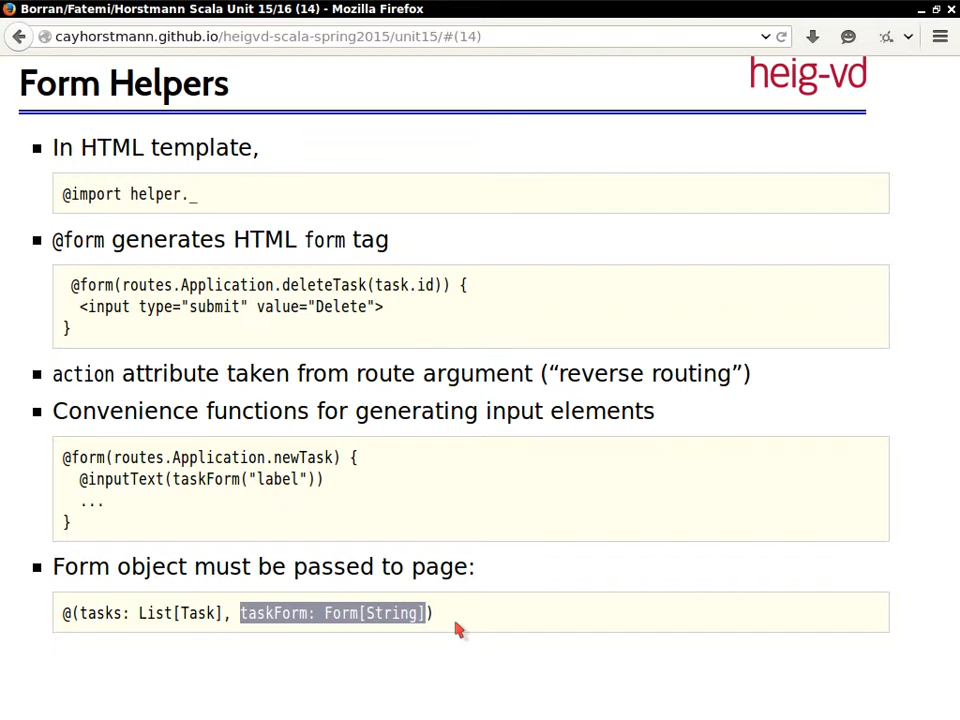 Borran/Fatemi/Horstmann Scala Unit 15/16 (14) - Mozilla Firefox
cayhorstmann.github.io/heigvd-scala-spring2015/unit15/#(14)
Form Helpers
heig-vd
In HTML template,
@import helper._
@form generates HTML form tag
@form(routes.Application.deleteTask(task.id)) {
<input type="submit" value="Delete">
}
action attribute taken from route argument (“reverse routing”)
Convenience functions for generating input elements
@form(routes.Application.newTask) {
@inputText(taskForm("label"))
...
}
Form object must be passed to page:
@(tasks: List[Task], taskForm: Form[String])